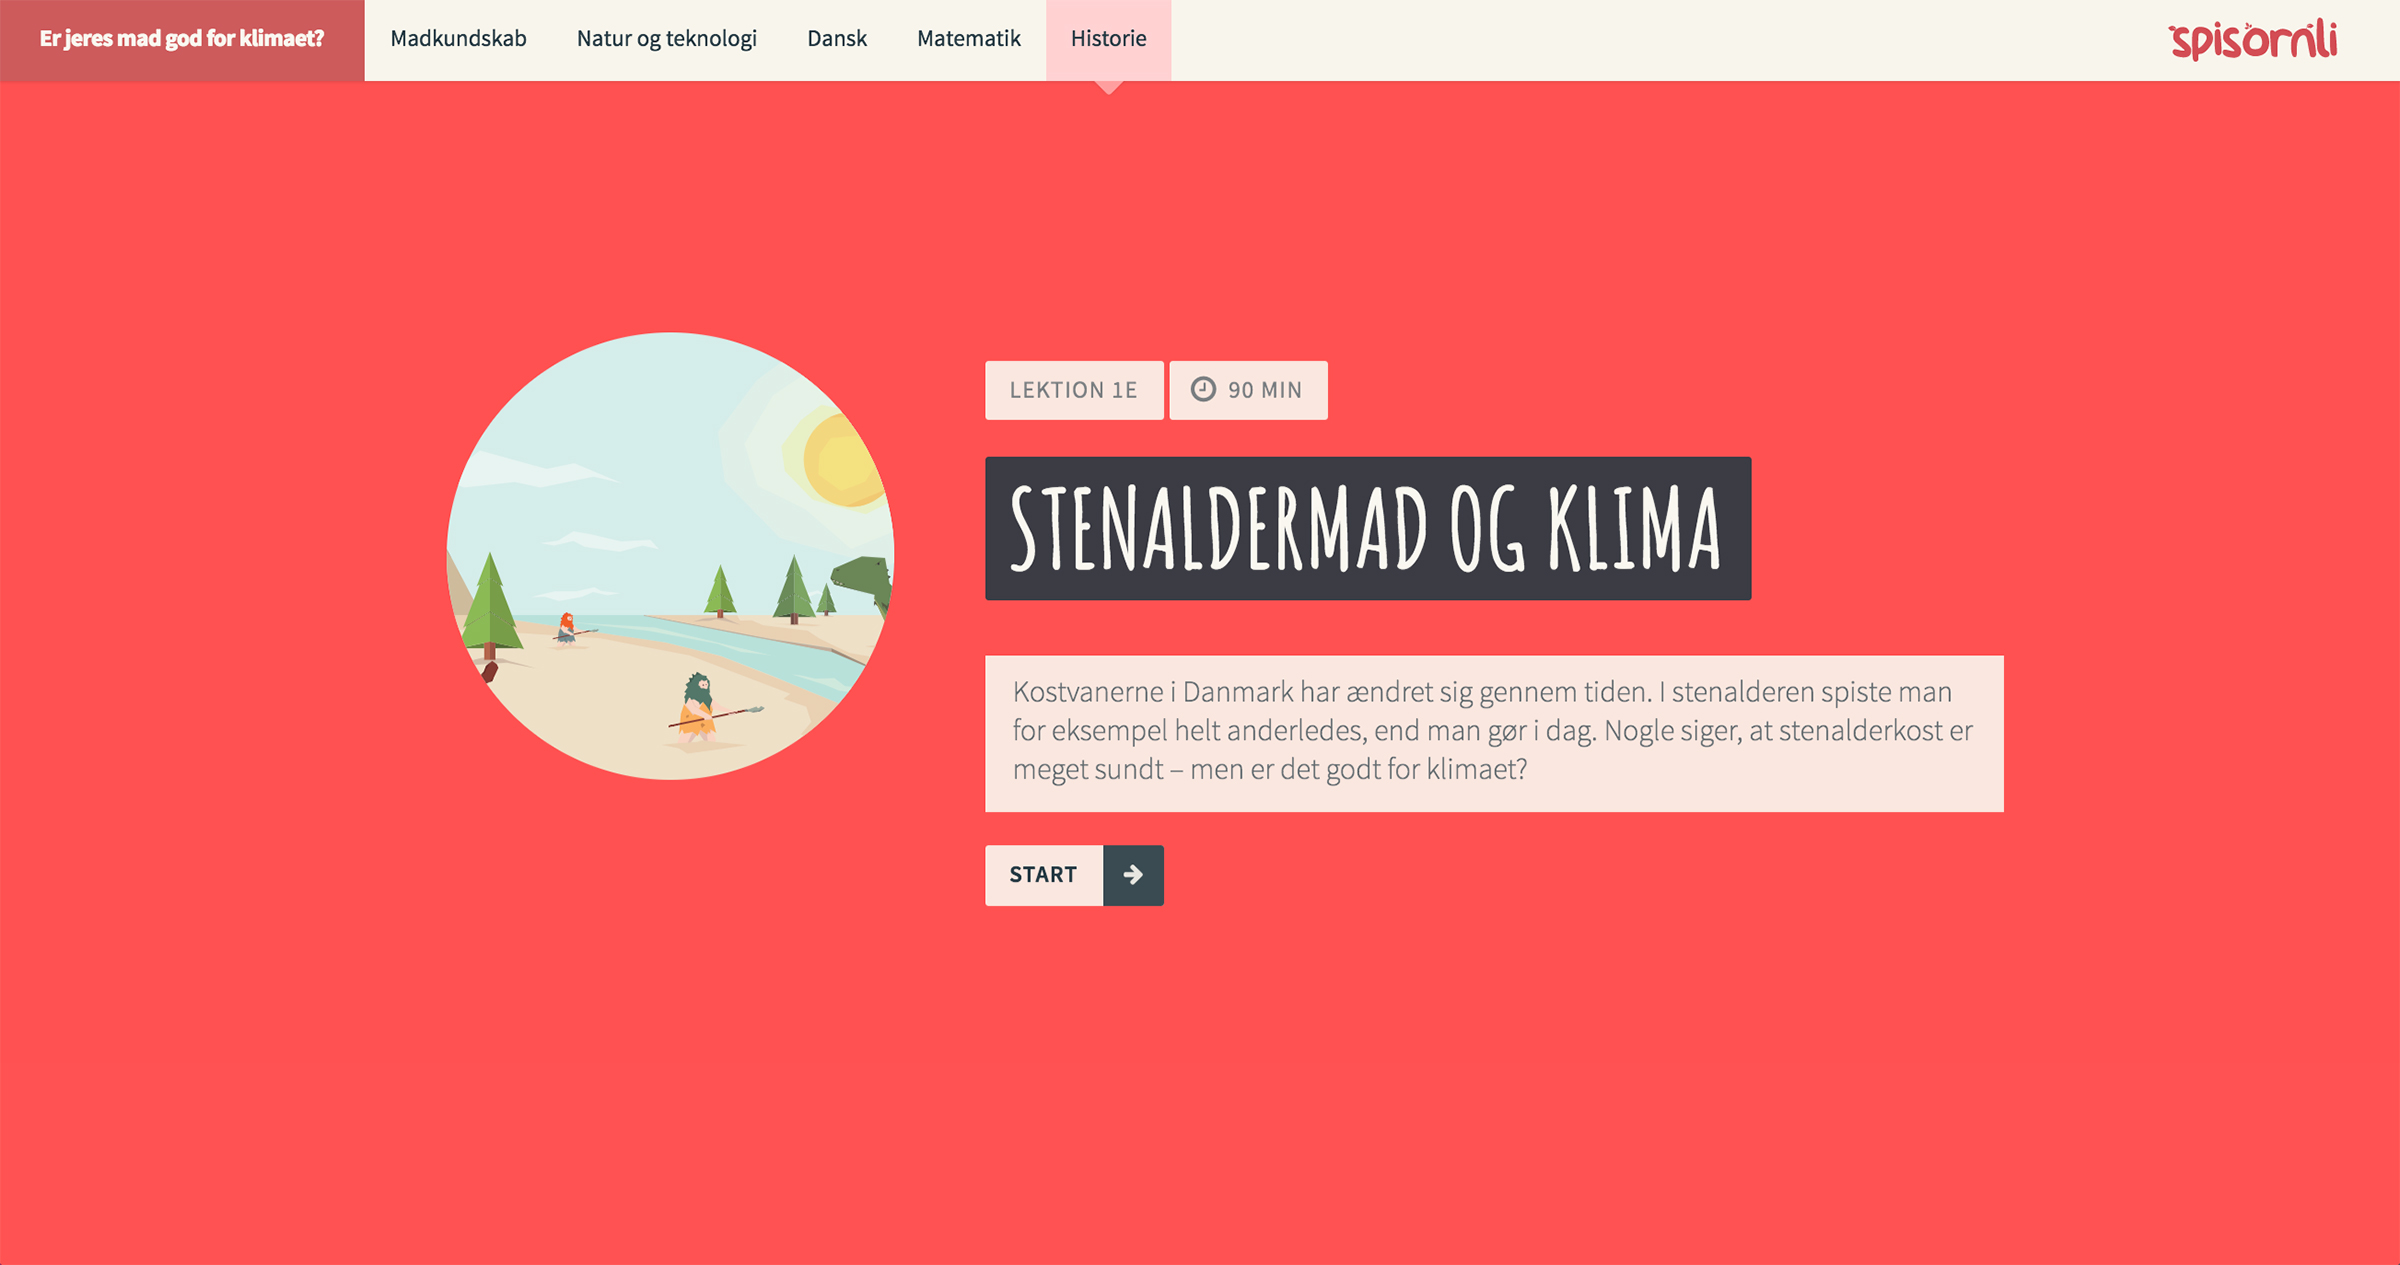 Er jeres mad god for klimaet?
Madkundskab
Natur og teknologi
Dansk
Matematik
Historie
spisornli
LEKTION 1E
90 MIN
STENALDERMAD OG KLIMA
Kostvanerne i Danmark har ændret sig gennem tiden. I stenalderen spiste man
for eksempel helt anderledes, end man gør i dag. Nogle siger, at stenalderkost er
meget sundt – men er det godt for klimaet?
START